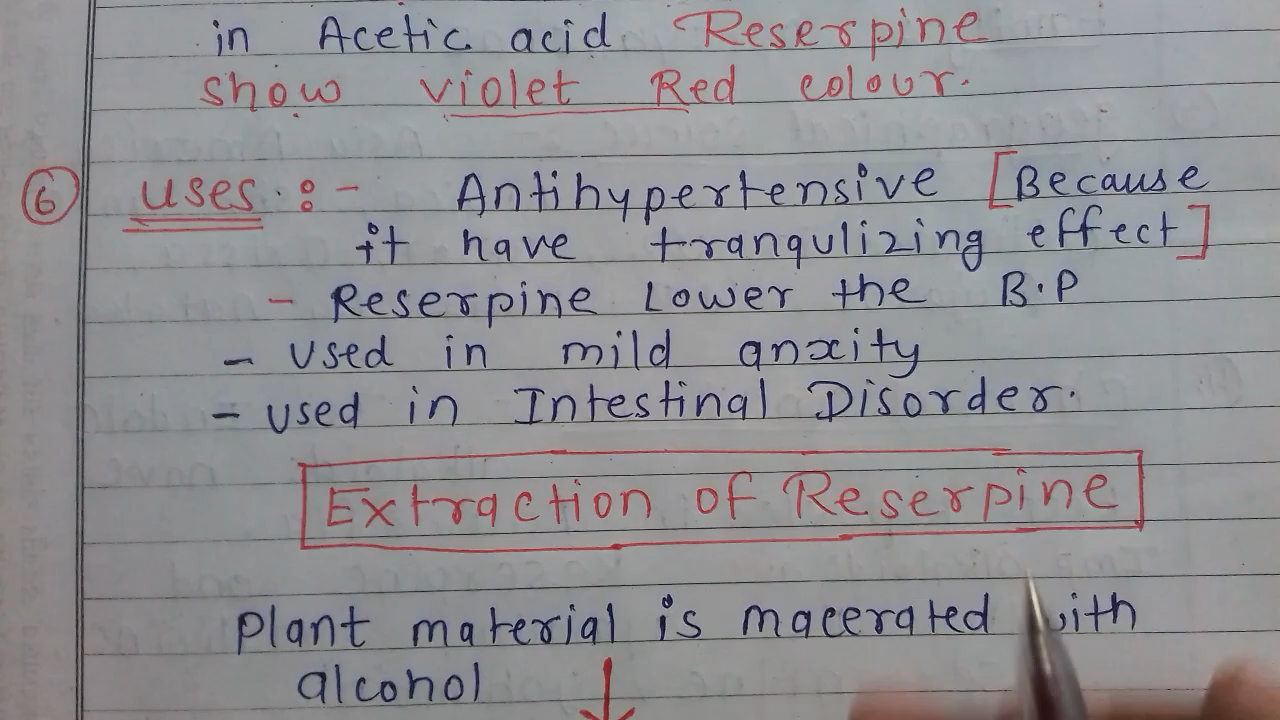 in Acetic acid Reserpine
show violet Red colour.
6 uses :- Antihypertensive [Because
it have tranqulizing effect]
- Reserpine Lower the B.P
- used in mild anxity
- used in Intestinal Disorder.
Extraction of Reserpine
Plant material is macerated with
alcohol